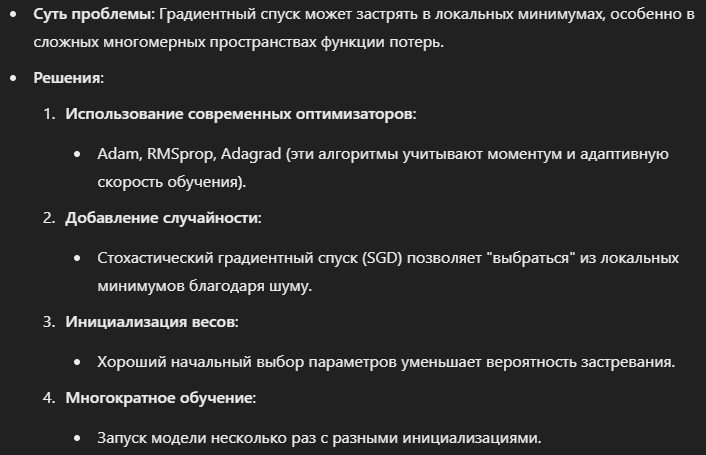 • Суть проблемы: Градиентный спуск может застрять в локальных минимумах, особенно в
сложных многомерных пространствах функции потерь.
• Решения:
1. Использование современных оптимизаторов:
• Adam, RMSprop, Adagrad (эти алгоритмы учитывают моментум и адаптивную
скорость обучения).
2. Добавление случайности:
• Стохастический градиентный спуск (SGD) позволяет "выбраться" из локальных
минимумов благодаря шуму.
3. Инициализация весов:
• Хороший начальный выбор параметров уменьшает вероятность застревания.
4. Многократное обучение:
• Запуск модели несколько раз с разными инициализациями.